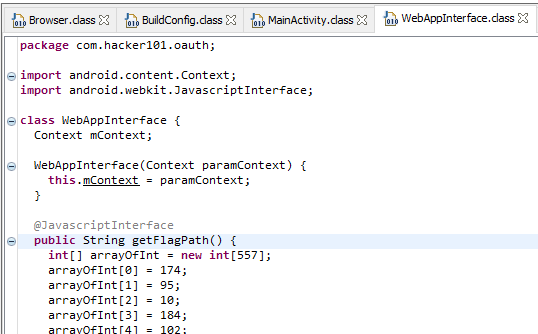 Browser.class BuildConfig.class MainActivity.class WebAppInterface.class
package com.hacker101.oauth;
import android.content.Context;
import android.webkit.JavascriptInterface;
class WebAppInterface {
Context mContext;
WebAppInterface(Context paramContext) {
this.mContext = paramContext;
}
@JavascriptInterface
public String getFlagPath() {
int[] arrayOfInt = new int[557];
arrayOfInt[0] = 174;
arrayOfInt[1] = 95;
arrayOfInt[2] = 10;
arrayOfInt[3] = 184;
arrayOfInt[4] = 102;